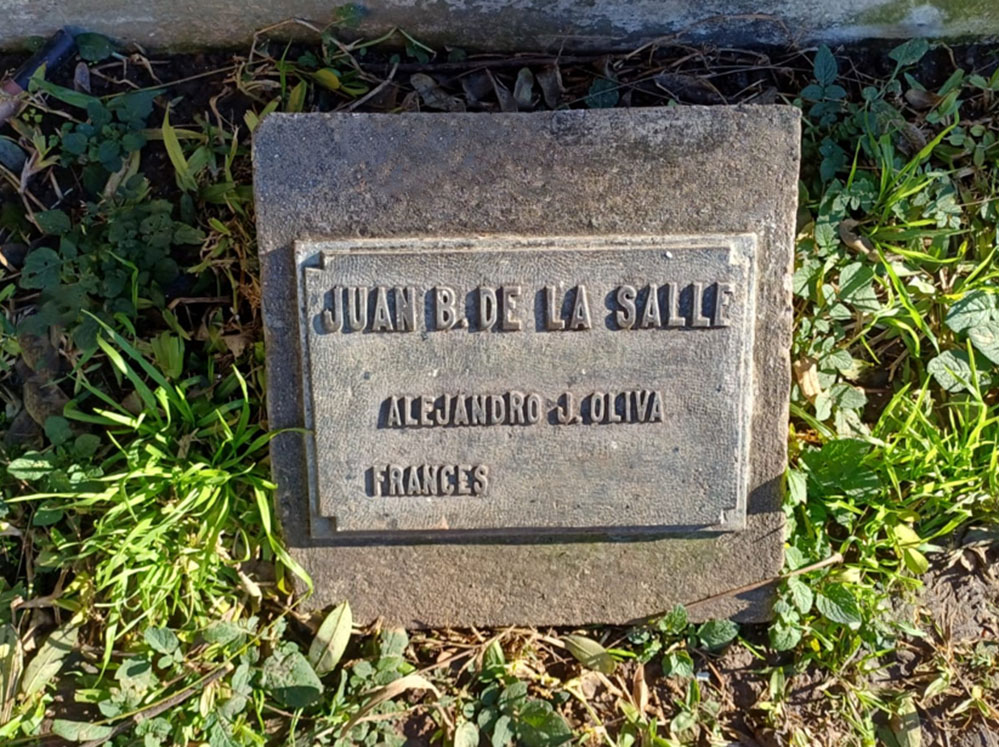 JUAN B. DE LA SALLE
ALEJANDRO J. OLIVA
FRANCES